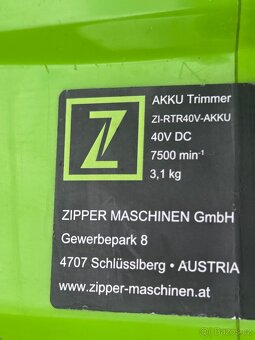 AKKU Trimmer
ZI-RTR40V-AKKU
40V DC
7500 min⁻¹
3,1 kg
ZIPPER MASCHINEN GmbH
Gewerbepark 8
4707 Schlüsslberg • AUSTRIA
www.zipper-maschinen.at